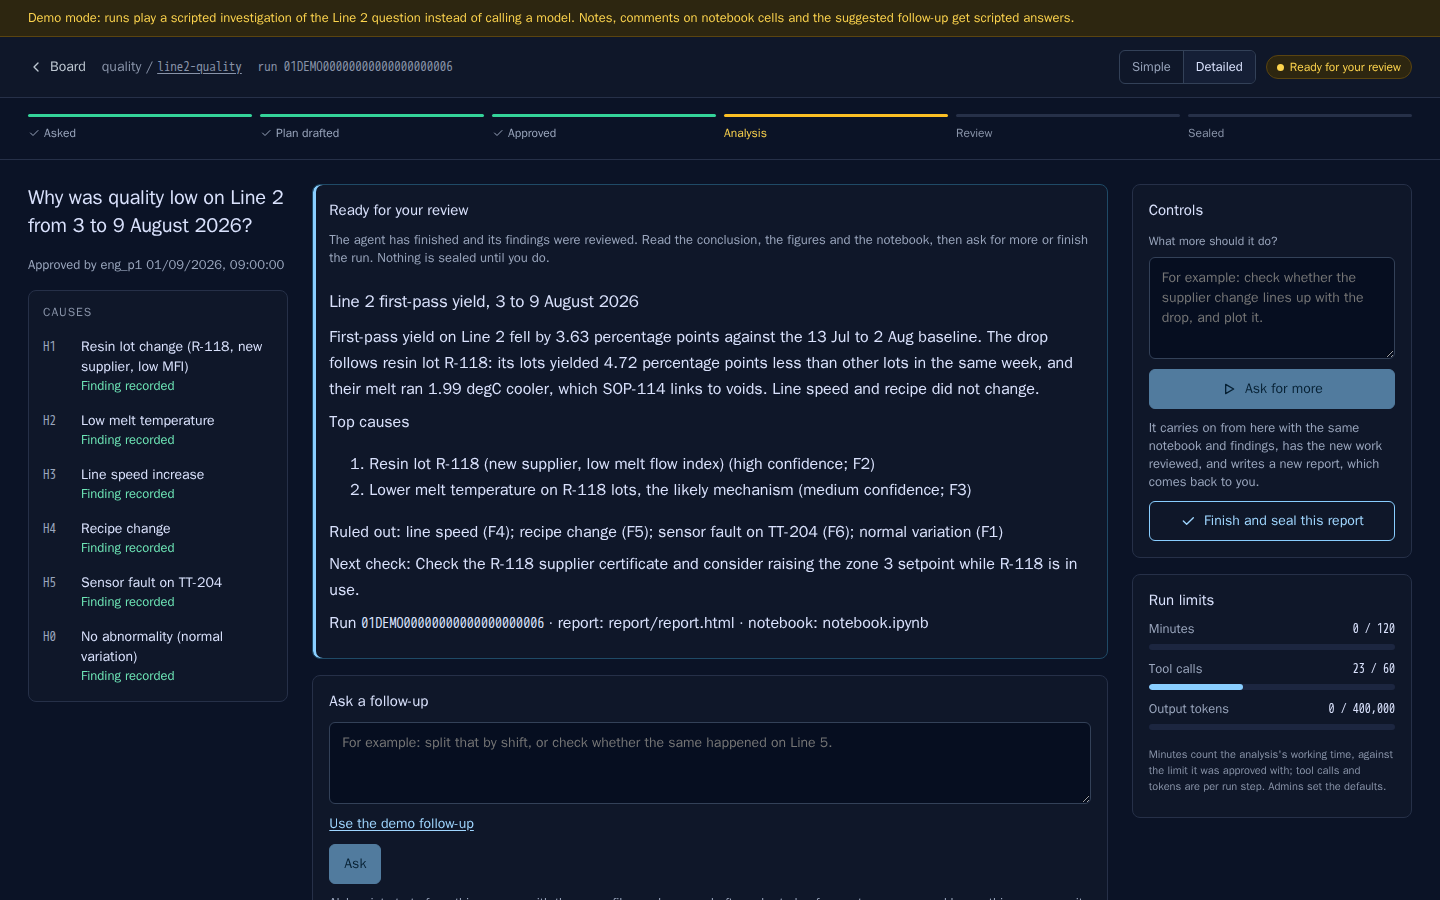 Demo mode: runs play a scripted investigation of the Line 2 question instead of calling a model. Notes, comments on notebook cells and the suggested follow-up get scripted answers.
Board quality / line2-quality run 01DEMO00000000000000000006
Simple Detailed Ready for your review
Asked Plan drafted Approved Analysis Review Sealed
Why was quality low on Line 2
from 3 to 9 August 2026?
Approved by eng_p1 01/09/2026, 09:00:00
CAUSES
H1 Resin lot change (R-118, new
supplier, low MFI)
Finding recorded
H2 Low melt temperature
Finding recorded
H3 Line speed increase
Finding recorded
H4 Recipe change
Finding recorded
H5 Sensor fault on TT-204
Finding recorded
H0 No abnormality (normal
variation)
Finding recorded
Ready for your review
The agent has finished and its findings were reviewed. Read the conclusion, the figures and the notebook, then ask for more or finish
the run. Nothing is sealed until you do.
Line 2 first-pass yield, 3 to 9 August 2026
First-pass yield on Line 2 fell by 3.63 percentage points against the 13 Jul to 2 Aug baseline. The drop
follows resin lot R-118: its lots yielded 4.72 percentage points less than other lots in the same week, and
their melt ran 1.99 degC cooler, which SOP-114 links to voids. Line speed and recipe did not change.
Top causes
1. Resin lot R-118 (new supplier, low melt flow index) (high confidence; F2)
2. Lower melt temperature on R-118 lots, the likely mechanism (medium confidence; F3)
Ruled out: line speed (F4); recipe change (F5); sensor fault on TT-204 (F6); normal variation (F1)
Next check: Check the R-118 supplier certificate and consider raising the zone 3 setpoint while R-118 is in
use.
Run 01DEMO00000000000000000006 · report: report/report.html · notebook: notebook.ipynb
Ask a follow-up
For example: split that by shift, or check whether the same happened on Line 5.
Use the demo follow-up
Ask
Controls
What more should it do?
For example: check whether the
supplier change lines up with the
drop, and plot it.
Ask for more
It carries on from here with the same
notebook and findings, has the new work
reviewed, and writes a new report, which
comes back to you.
Finish and seal this report
Run limits
Minutes 0 / 120
Tool calls 23 / 60
Output tokens 0 / 400,000
Minutes count the analysis's working time, against
the limit it was approved with; tool calls and
tokens are per run step. Admins set the defaults.